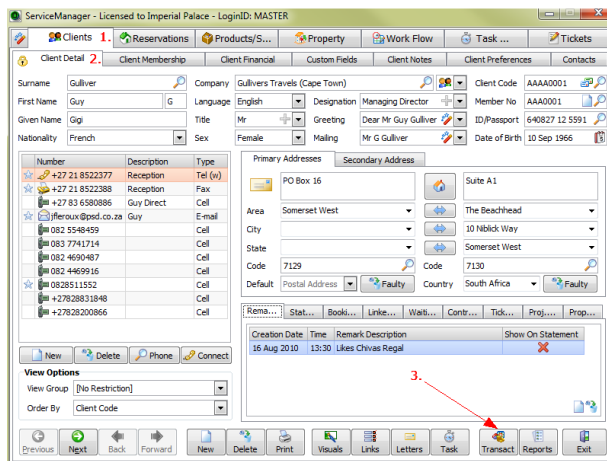 ServiceManager - Licensed to Imperial Palace - LoginID: MASTER
Clients 1. Reservations Products/S... Property Work Flow Task ... Tickets
Client Detail 2. Client Membership Client Financial Custom Fields Client Notes Client Preferences Contacts
Surname Gulliver Company Gullivers Travels (Cape Town) Client Code AAAA0001
First Name Guy G Language English Designation Managing Director Member No AAA0001
Given Name Gigi Title Mr Greeting Dear Mr Guy Gulliver ID/Passport 640827 12 5591
Nationality French Sex Female Mailing Mr G Gulliver Date of Birth 10 Sep 1966
Number Description Type
+27 21 8522377 Reception Tel (w)
+27 21 8522388 Reception Fax
+27 83 6580886 Guy Direct Cell
jfleroux@psd.co.za Guy E-mail
082 5548459 Cell
083 7741714 Cell
082 4690487 Cell
082 4469916 Cell
0828511552 Cell
+27828831848 Cell
+27828200866 Cell
New Delete Phone Connect
View Options
View Group [No Restriction]
Order By Client Code
Primary Addresses Secondary Address
PO Box 16 Suite A1
Area Somerset West The Beachhead
City 10 Niblick Way
State Somerset West
Code 7129 Code 7130
Default Postal Address Faulty Country South Africa Faulty
Rema... Stat... Booki... Linke... Waiti... Contr... Tick... Proj.... Prop...
Creation Date Time Remark Description Show On Statement
16 Aug 2010 13:30 Likes Chivas Regal
3.
Previous Next Back Forward New Delete Print Visuals Links Letters Task Transact Reports Exit